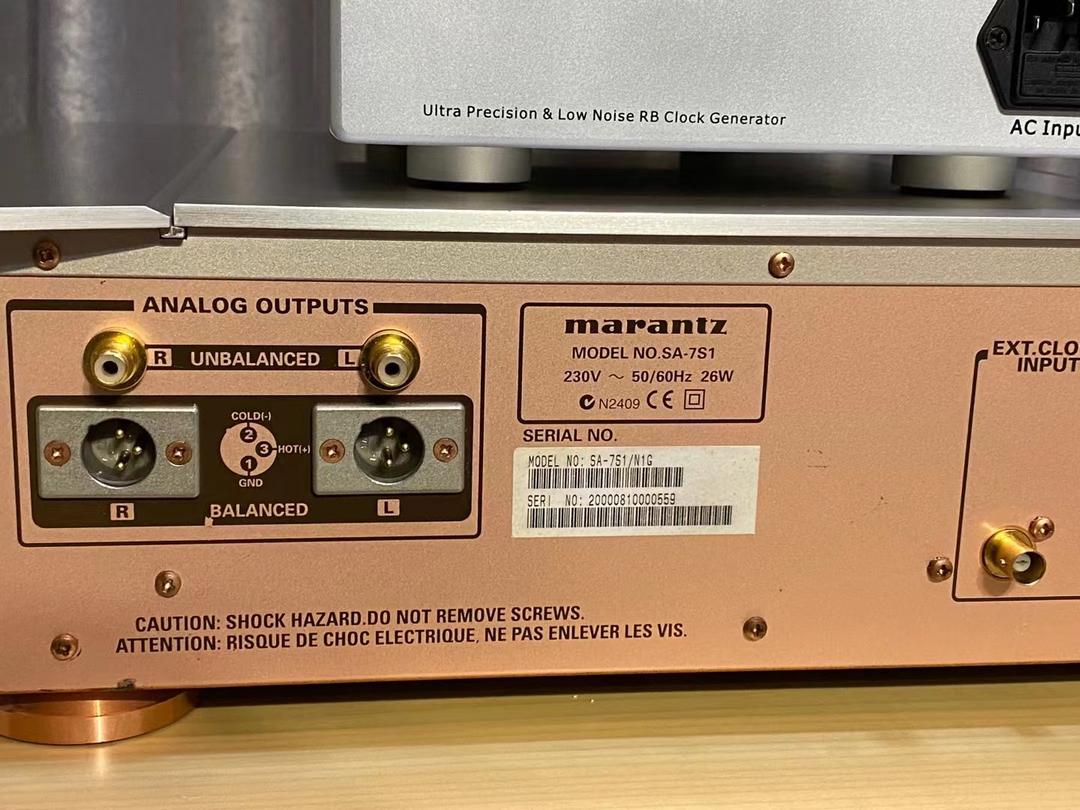 Ultra Precision & Low Noise RB Clock Generator
AC Inpu
ANALOG OUTPUTS
R UNBALANCED L
COLD(-)
2
3 HOT(+)
1
GND
R BALANCED L
marantz
MODEL NO.SA-7S1
230V ~ 50/60Hz 26W
N2409 CE
SERIAL NO.
MODEL NO: SA-7S1/N1G
SERI NO: 20000810000559
EXT.CLO
INPUT
CAUTION: SHOCK HAZARD.DO NOT REMOVE SCREWS.
ATTENTION: RISQUE DE CHOC ELECTRIQUE, NE PAS ENLEVER LES VIS.